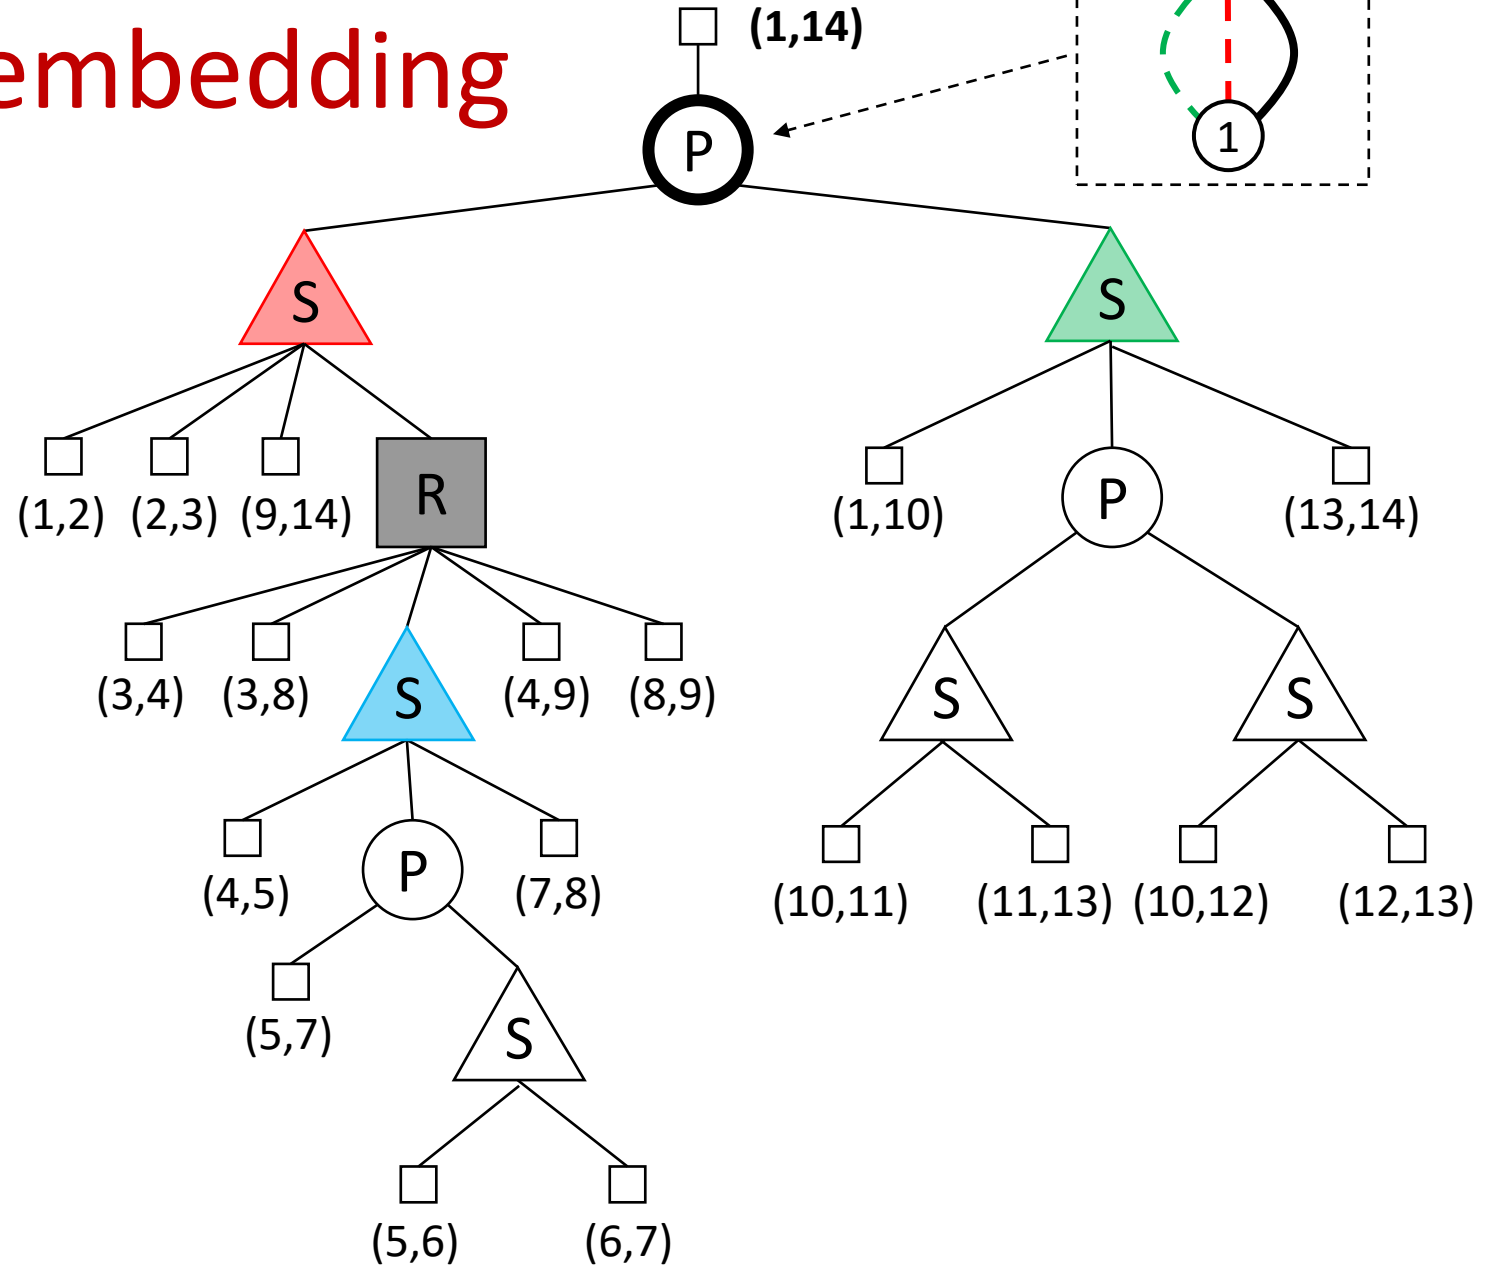 embedding
(1,14)
1
P
S
S
(1,2) (2,3) (9,14) R
(1,10) P (13,14)
(3,4) (3,8) S (4,9) (8,9)
S S
(4,5) P (7,8)
(10,11) (11,13) (10,12) (12,13)
(5,7)
S
(5,6) (6,7)